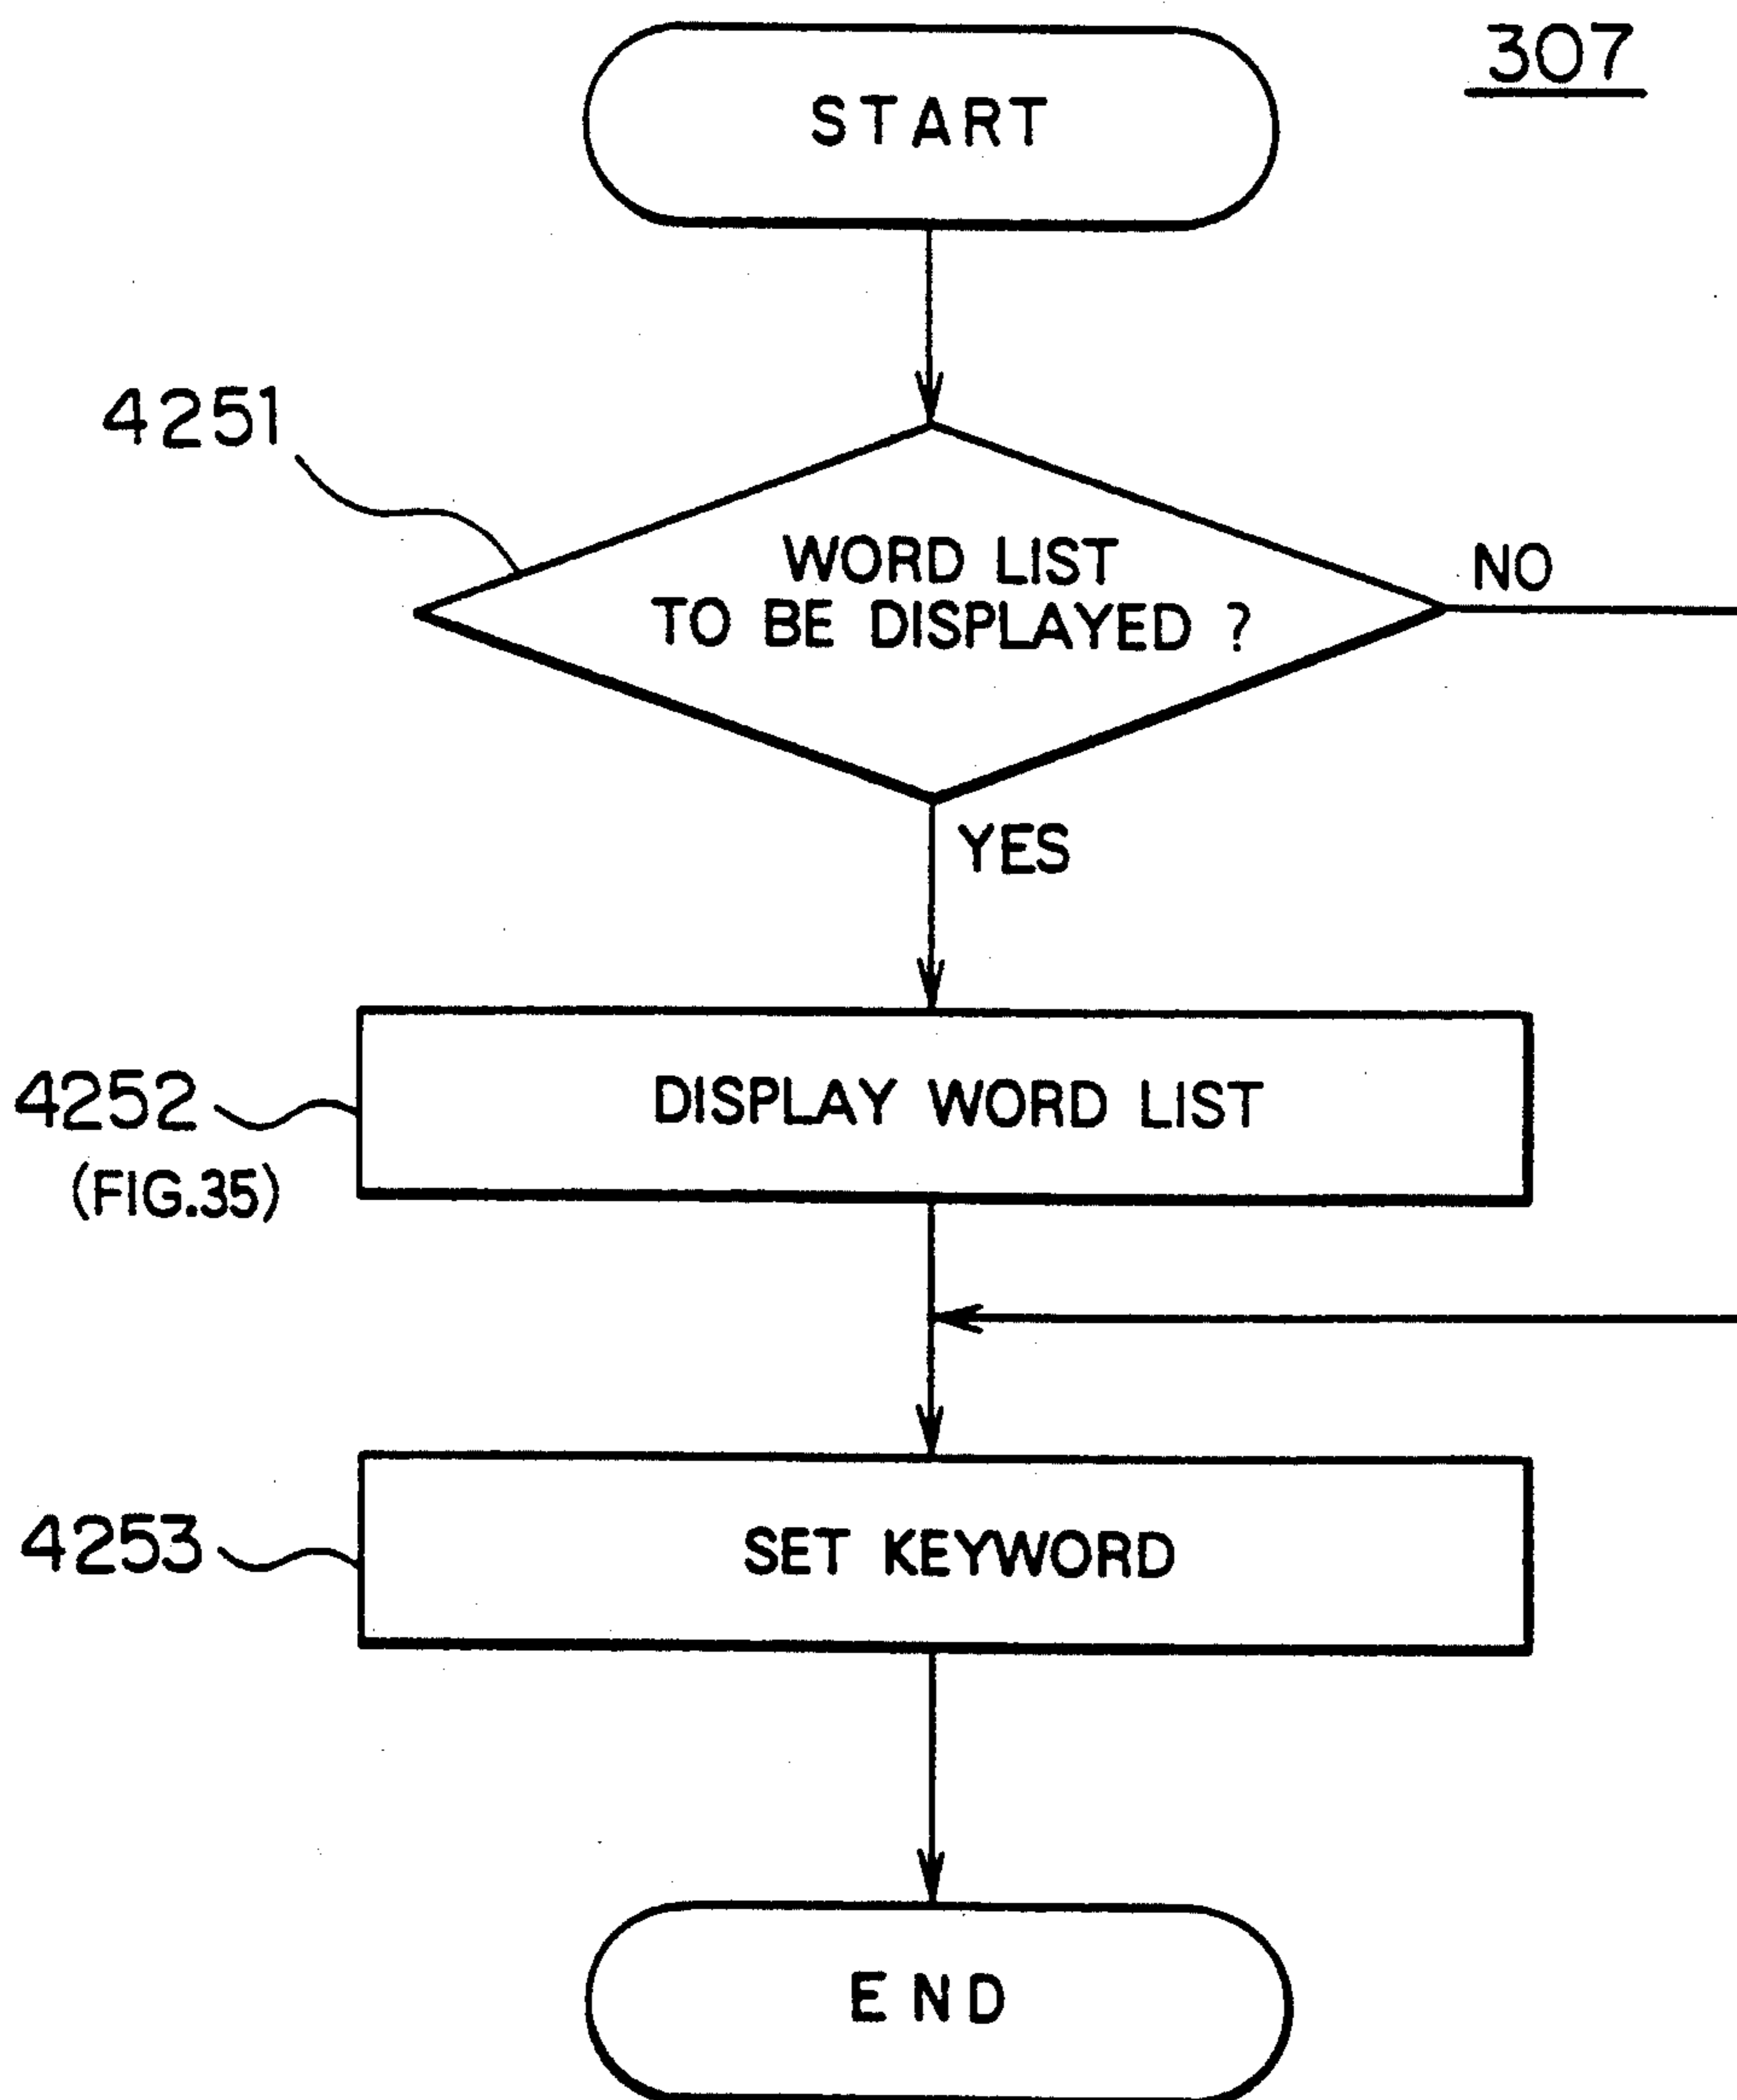 307
START
4251
WORD LIST
TO BE DISPLAYED ?
NO
YES
4252
(FIG.35)
DISPLAY WORD LIST
4253
SET KEYWORD
END